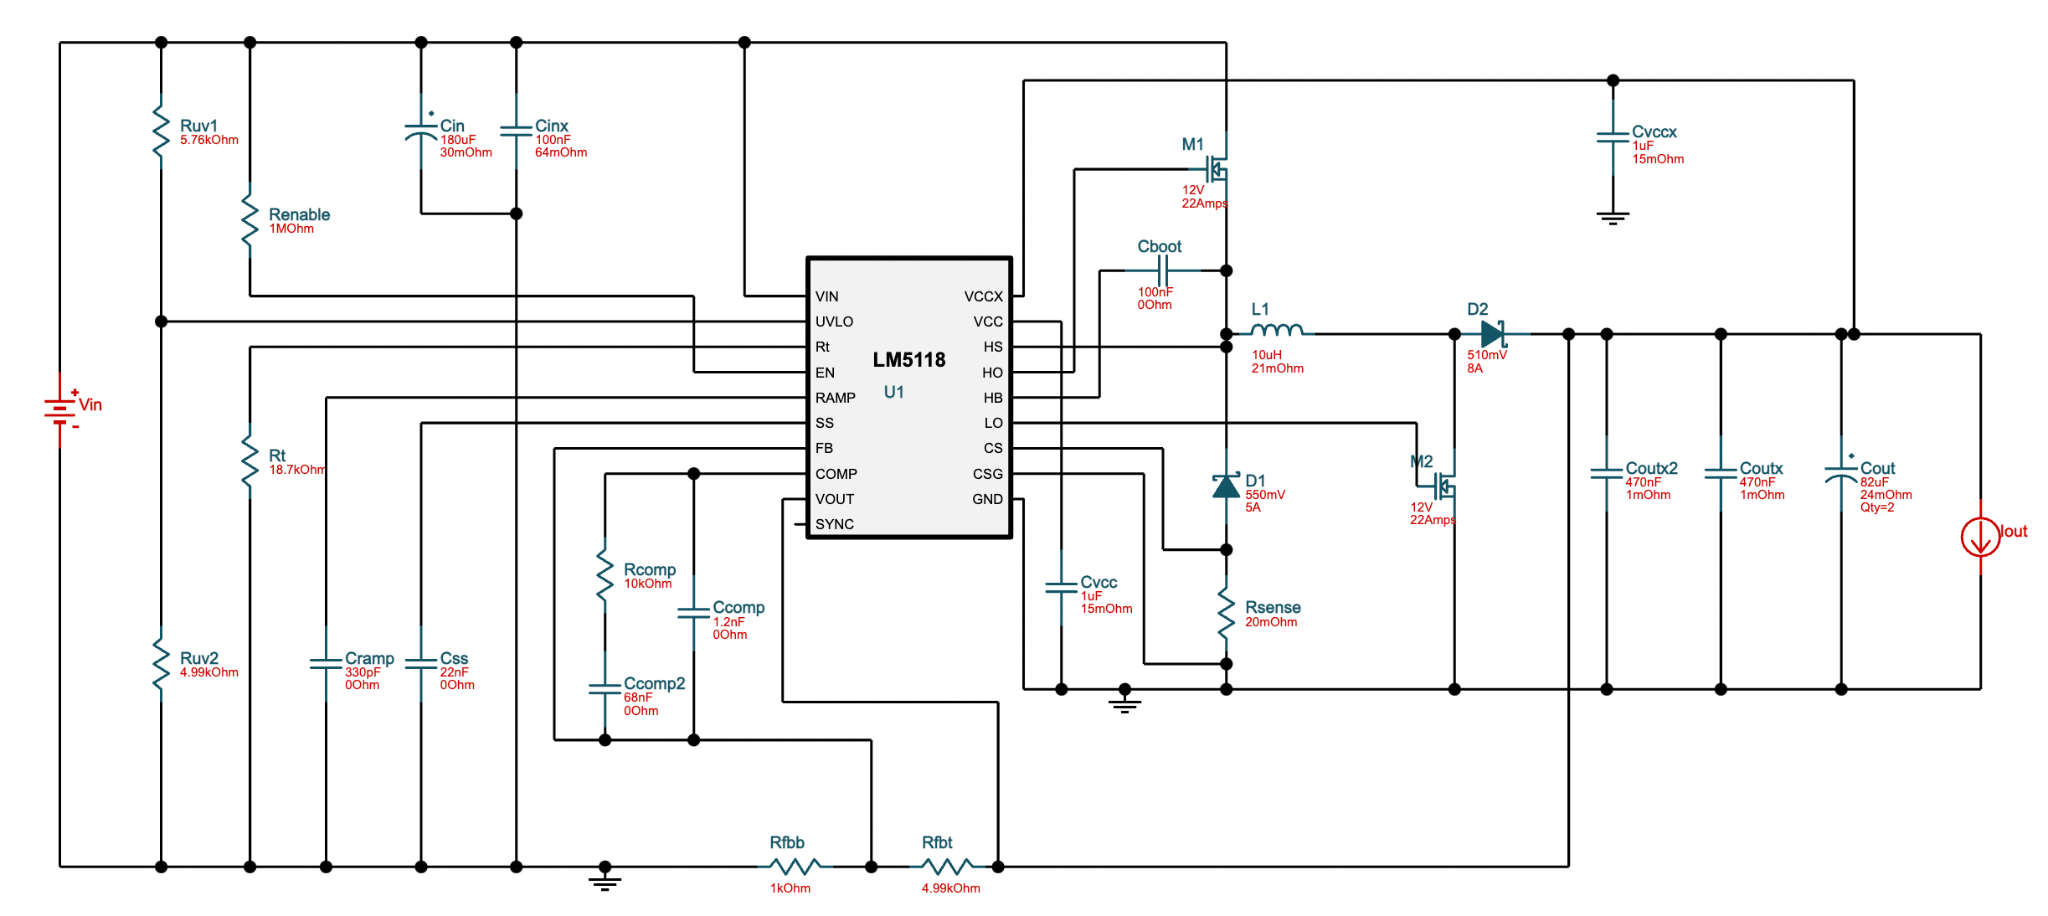 Vin
+
-
Ruv1
5.76kOhm
Renable
1MOhm
Cin
180uF
30mOhm
Cinx
100nF
64mOhm
Rt
18.7kOhm
Ruv2
4.99kOhm
Cramp
330pF
0Ohm
Css
22nF
0Ohm
Rcomp
10kOhm
Ccomp
1.2nF
0Ohm
Ccomp2
68nF
0Ohm
VIN
UVLO
Rt
EN
RAMP
SS
FB
COMP
VOUT
SYNC
LM5118
U1
VCCX
VCC
HS
HO
HB
LO
CS
CSG
GND
M1
12V
22Amps
Cboot
100nF
0Ohm
Cvccx
1uF
15mOhm
L1
10uH
21mOhm
D2
510mV
8A
D1
550mV
5A
M2
12V
22Amps
Cvcc
1uF
15mOhm
Rsense
20mOhm
Coutx2
470nF
1mOhm
Coutx
470nF
1mOhm
Cout
82uF
24mOhm
Qty=2
Iout
Rfbb
1kOhm
Rfbt
4.99kOhm